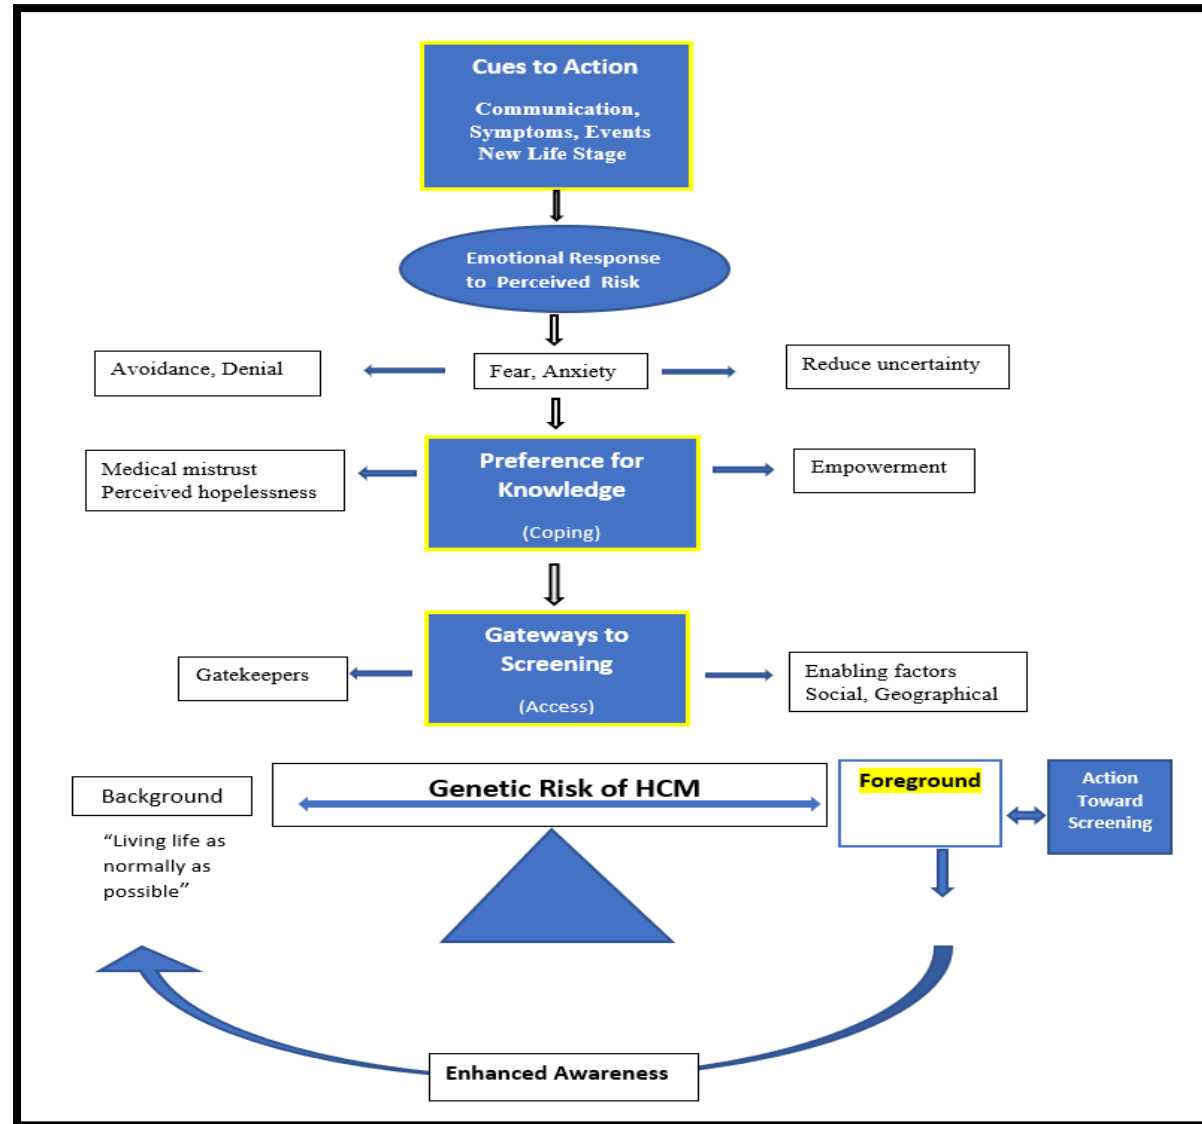 Cues to Action
Communication,
Symptoms, Events
New Life Stage
Emotional Response
to Perceived Risk
Avoidance, Denial
Fear, Anxiety
Reduce uncertainty
Medical mistrust
Perceived hopelessness
Preference for
Knowledge
(Coping)
Empowerment
Gatekeepers
Gateways to
Screening
(Access)
Enabling factors
Social, Geographical
Background
“Living life as
normally as
possible”
Genetic Risk of HCM
Foreground
Action
Toward
Screening
Enhanced Awareness